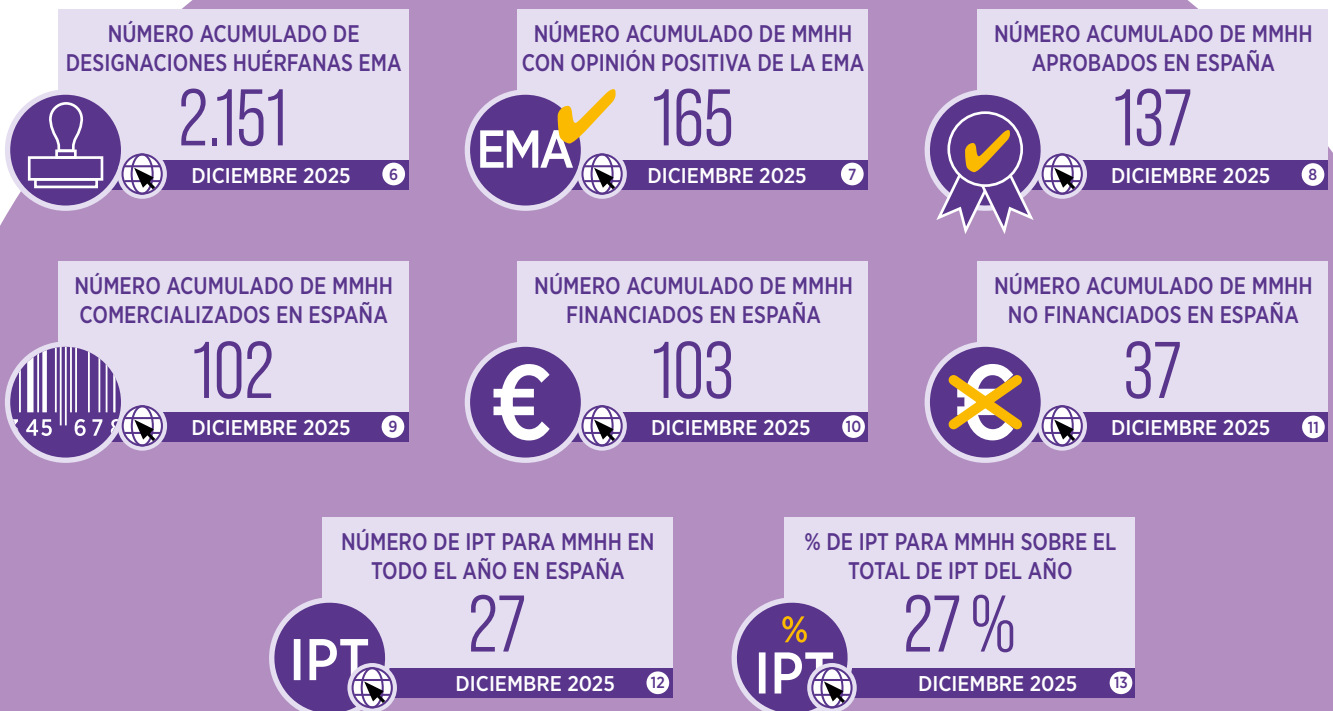 NÚMERO ACUMULADO DE
DESIGNACIONES HUÉRFANAS EMA
2.151
DICIEMBRE 2025 6
NÚMERO ACUMULADO DE MMHH
CON OPINIÓN POSITIVA DE LA EMA
165
EMA
DICIEMBRE 2025 7
NÚMERO ACUMULADO DE MMHH
APROBADOS EN ESPAÑA
137
DICIEMBRE 2025 8
NÚMERO ACUMULADO DE MMHH
COMERCIALIZADOS EN ESPAÑA
102
45 678
DICIEMBRE 2025 9
NÚMERO ACUMULADO DE MMHH
FINANCIADOS EN ESPAÑA
103
€
DICIEMBRE 2025 10
NÚMERO ACUMULADO DE MMHH
NO FINANCIADOS EN ESPAÑA
37
€
DICIEMBRE 2025 11
NÚMERO DE IPT PARA MMHH EN
TODO EL AÑO EN ESPAÑA
27
IPT
DICIEMBRE 2025 12
% DE IPT PARA MMHH SOBRE EL
TOTAL DE IPT DEL AÑO
27 %
%
IPT
DICIEMBRE 2025 13